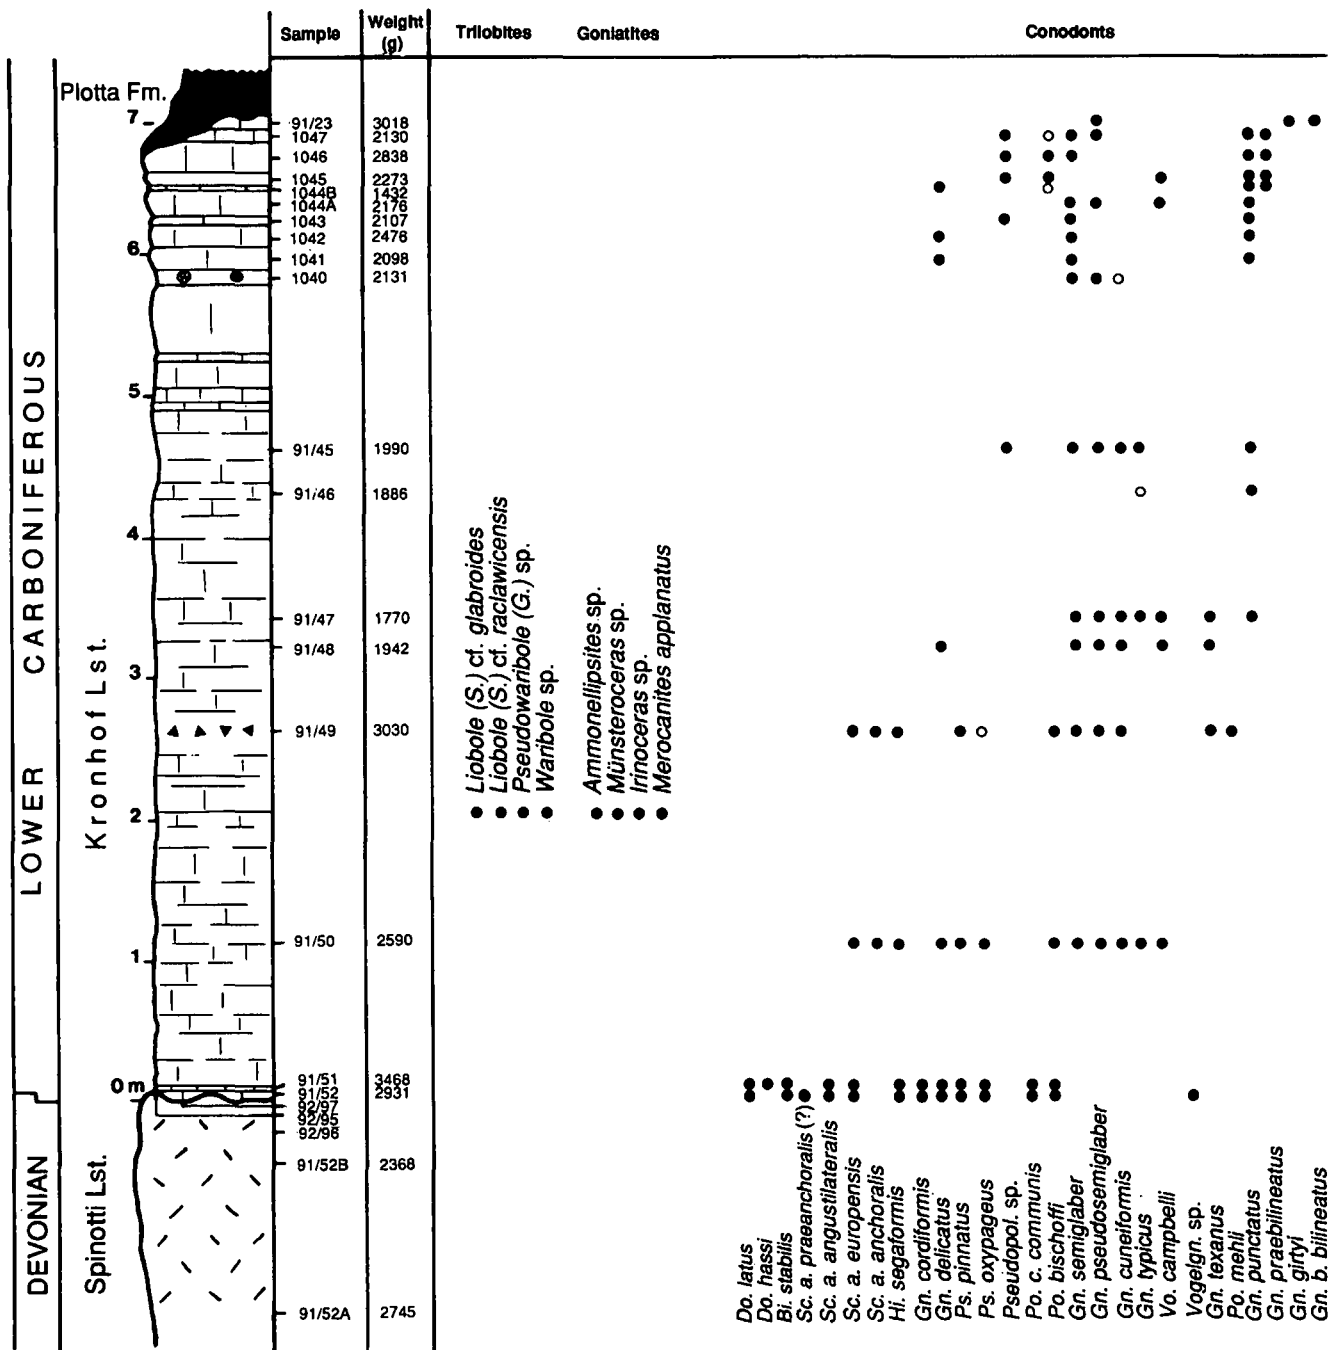 Sample
Weight
(g)
Trilobites
Goniatites
Conodonts
LOWER CARBONIFEROUS
DEVONIAN
Plotta Fm.
Kronhof Lst.
Spinotti Lst.
7
6
5
4
3
2
1
0 m
91/23 3018
1047 2130
1046 2838
1045 2273
1044B 1432
1044A 2176
1043 2107
1042 2476
1041 2098
1040 2131
91/45 1990
91/46 1886
91/47 1770
91/48 1942
91/49 3030
91/50 2590
91/51 3468
91/52 2931
92/97
92/95
92/96
91/52B 2368
91/52A 2745
Liobole (S.) cf. glabroides
Liobole (S.) cf. raclawicensis
Pseudowaribole (G.) sp.
Waribole sp.
Ammonellipsites sp.
Münsteroceras sp.
Irinoceras sp.
Merocanites applanatus
Do. latus
Do. hassi
Bi. stabilis
Sc. a. praeanchoralis (?)
Sc. a. angustilateralis
Sc. a. europensis
Sc. a. anchoralis
Hi. segaformis
Gn. cordiformis
Gn. delicatus
Ps. pinnatus
Ps. oxypageus
Pseudopol. sp.
Po. c. communis
Po. bischoffi
Gn. semiglaber
Gn. pseudosemiglaber
Gn. cuneiformis
Gn. typicus
Vo. campbelli
Vogelgn. sp.
Gn. texanus
Po. mehli
Gn. punctatus
Gn. praebilineatus
Gn. girtyi
Gn. b. bilineatus